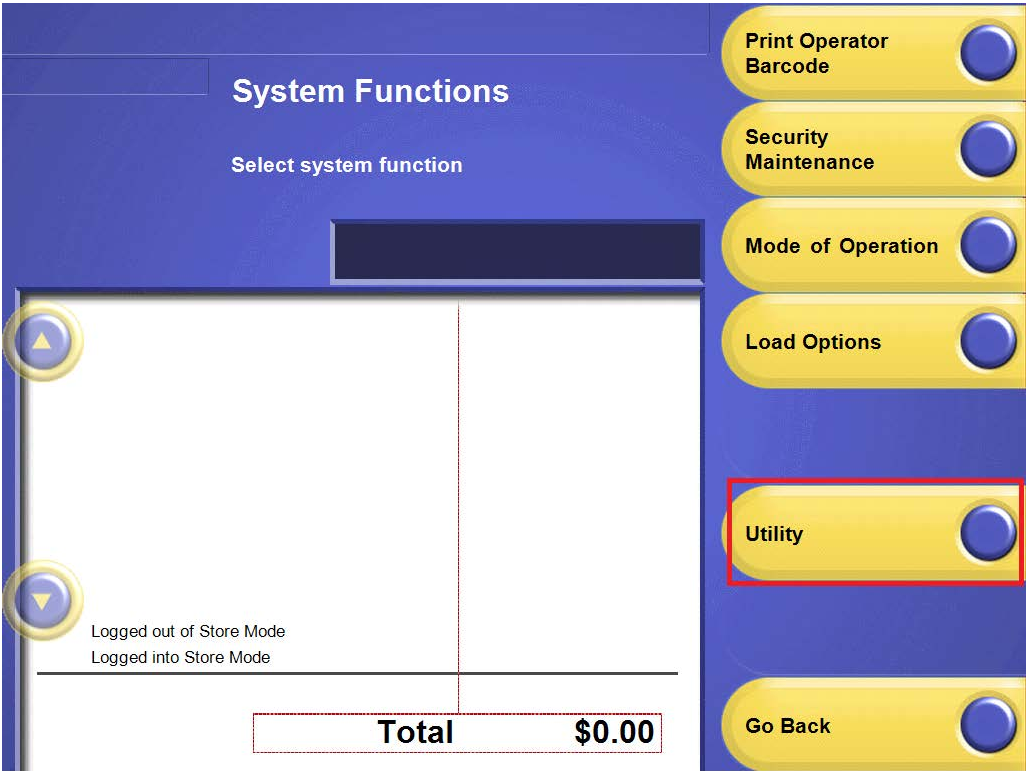 System Functions
Select system function
Print Operator
Barcode
Security
Maintenance
Mode of Operation
Load Options
Utility
Go Back
Logged out of Store Mode
Logged into Store Mode
Total $0.00